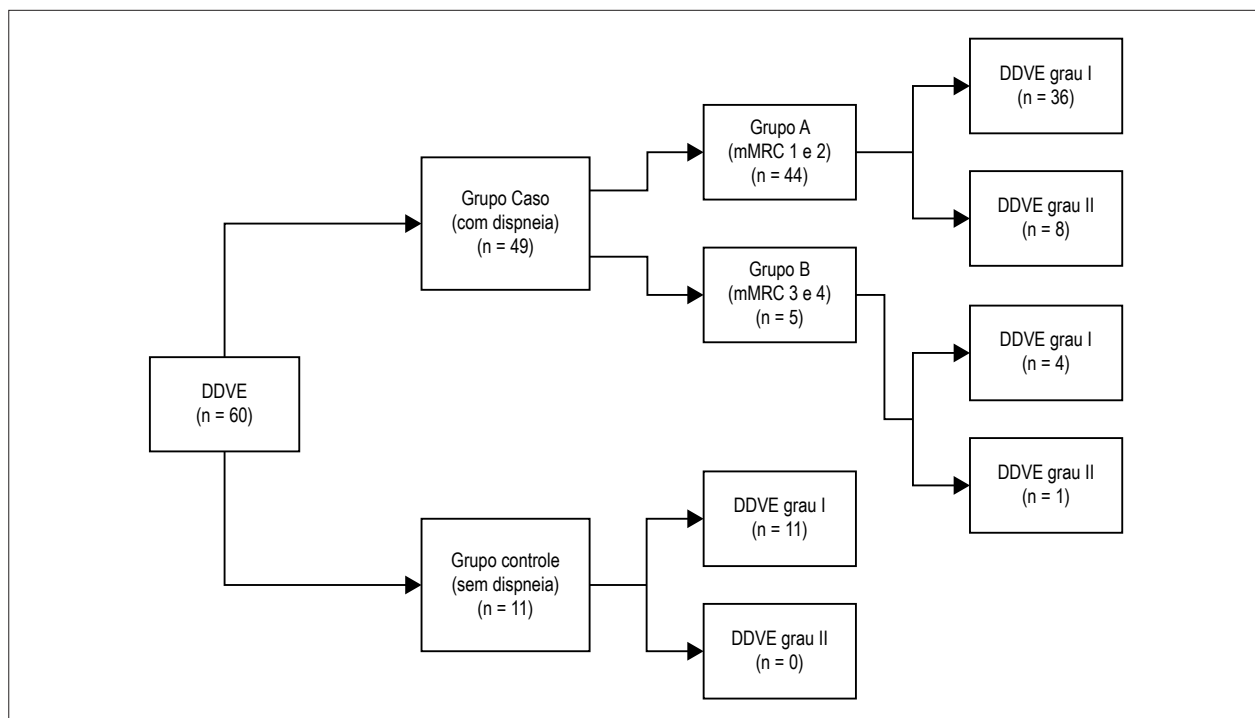 DDVE
(n = 60)
Grupo Caso
(com dispneia)
(n = 49)
Grupo A
(mMRC 1 e 2)
(n = 44)
DDVE grau I
(n = 36)
DDVE grau II
(n = 8)
Grupo B
(mMRC 3 e 4)
(n = 5)
DDVE grau I
(n = 4)
DDVE grau II
(n = 1)
Grupo controle
(sem dispneia)
(n = 11)
DDVE grau I
(n = 11)
DDVE grau II
(n = 0)